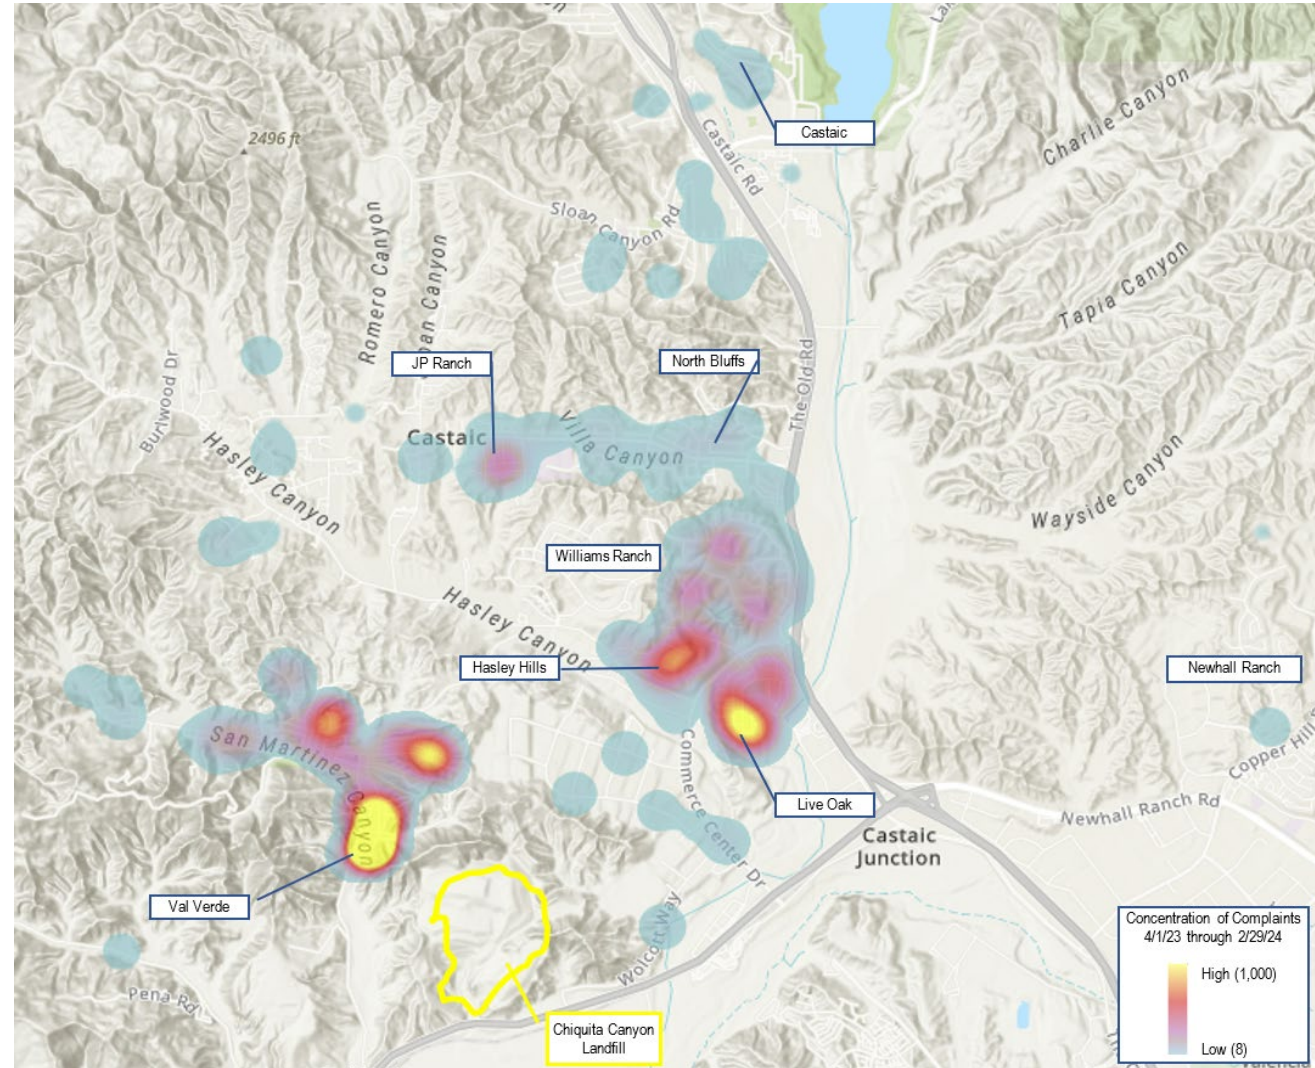 2496 ft
Castaic Rd
Castaic
Charlie Canyon
Sloan Canyon Rd
Romero Canyon
Tapia Canyon
JP Ranch
North Bluffs
The Old Rd
Burlwood Dr
Castaic
Villa Canyon
Hasley Canyon
Wayside Canyon
Williams Ranch
Hasley Canyon
Hasley Hills
Newhall Ranch
San Martinez Canyon
Commerce Center Dr
Copper Hill
Live Oak
Newhall Ranch Rd
Castaic
Junction
Val Verde
Wolcott Way
Pena Rd
Chiquita Canyon
Landfill
Concentration of Complaints
4/1/23 through 2/29/24
High (1,000)
Low (8)